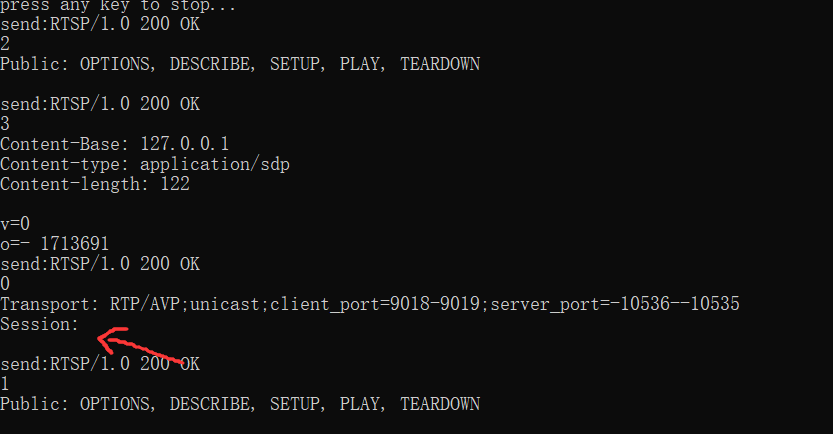 press any key to stop...
send:RTSP/1.0 200 OK
2
Public: OPTIONS, DESCRIBE, SETUP, PLAY, TEARDOWN
send:RTSP/1.0 200 OK
3
Content-Base: 127.0.0.1
Content-type: application/sdp
Content-length: 122
v=0
o=- 1713691
send:RTSP/1.0 200 OK
0
Transport: RTP/AVP;unicast;client_port=9018-9019;server_port=-10536--10535
Session:
send:RTSP/1.0 200 OK
1
Public: OPTIONS, DESCRIBE, SETUP, PLAY, TEARDOWN